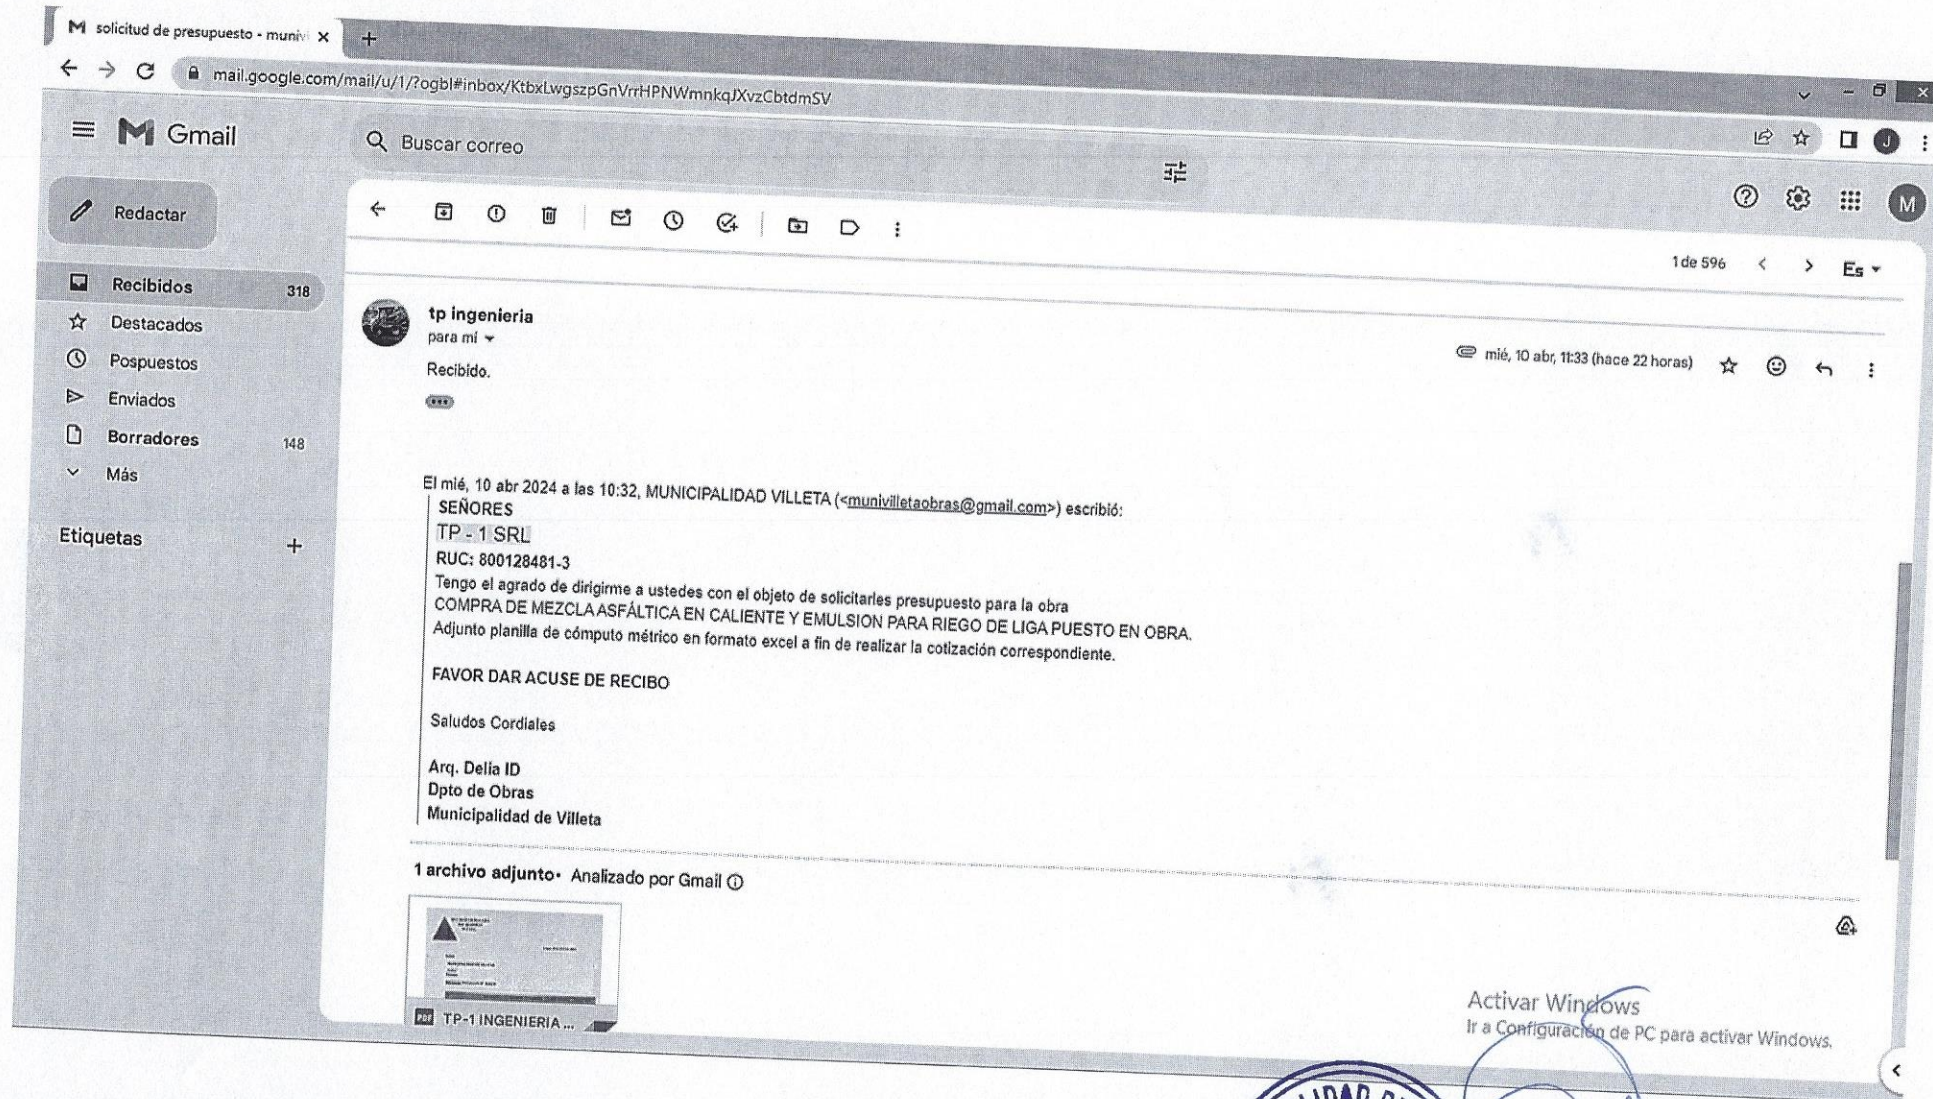 solicitud de presupuesto - muniv
mail.google.com/mail/u/1/?ogbl#inbox/KtbxLwgszpGnVrrHPNWmnkqJXvzCbtdmSV
Gmail
Buscar correo
J
M
Redactar
1 de 596
Es
Recibidos 318
Destacados
Pospuestos
Enviados
Borradores 148
Más
Etiquetas
tp ingenieria
para mí
mié, 10 abr, 11:33 (hace 22 horas)
Recibido.
El mié, 10 abr 2024 a las 10:32, MUNICIPALIDAD VILLETA (<munivilletaobras@gmail.com>) escribió:
SEÑORES
TP - 1 SRL
RUC: 800128481-3
Tengo el agrado de dirigirme a ustedes con el objeto de solicitarles presupuesto para la obra
COMPRA DE MEZCLA ASFÁLTICA EN CALIENTE Y EMULSION PARA RIEGO DE LIGA PUESTO EN OBRA.
Adjunto planilla de cómputo métrico en formato excel a fin de realizar la cotización correspondiente.
FAVOR DAR ACUSE DE RECIBO
Saludos Cordiales
Arq. Delia ID
Dpto de Obras
Municipalidad de Villeta
1 archivo adjunto• Analizado por Gmail
PDF TP-1 INGENIERIA ...
Activar Windows
Ir a Configuración de PC para activar Windows.